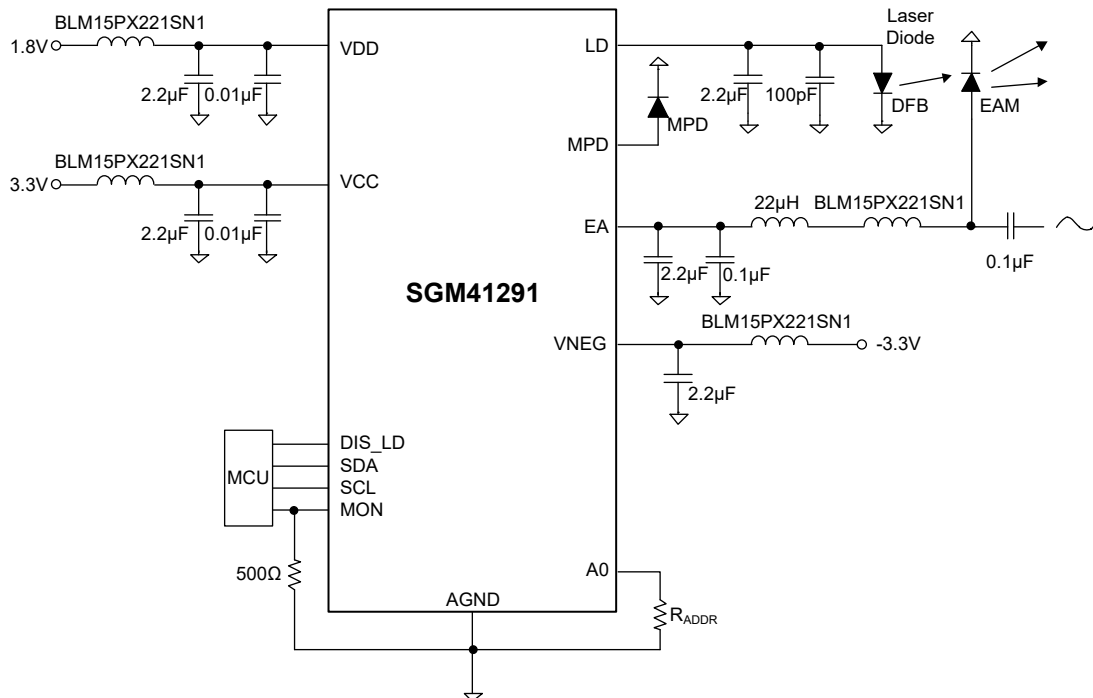 BLM15PX221SN1
1.8V
VDD
2.2µF
0.01µF
BLM15PX221SN1
3.3V
VCC
2.2µF
0.01µF
SGM41291
LD
2.2µF
100pF
Laser
Diode
DFB
EAM
MPD
MPD
EA
22µH
BLM15PX221SN1
2.2µF
0.1µF
0.1µF
BLM15PX221SN1
VNEG
-3.3V
2.2µF
MCU
DIS_LD
SDA
SCL
MON
500Ω
AGND
A0
RADDR